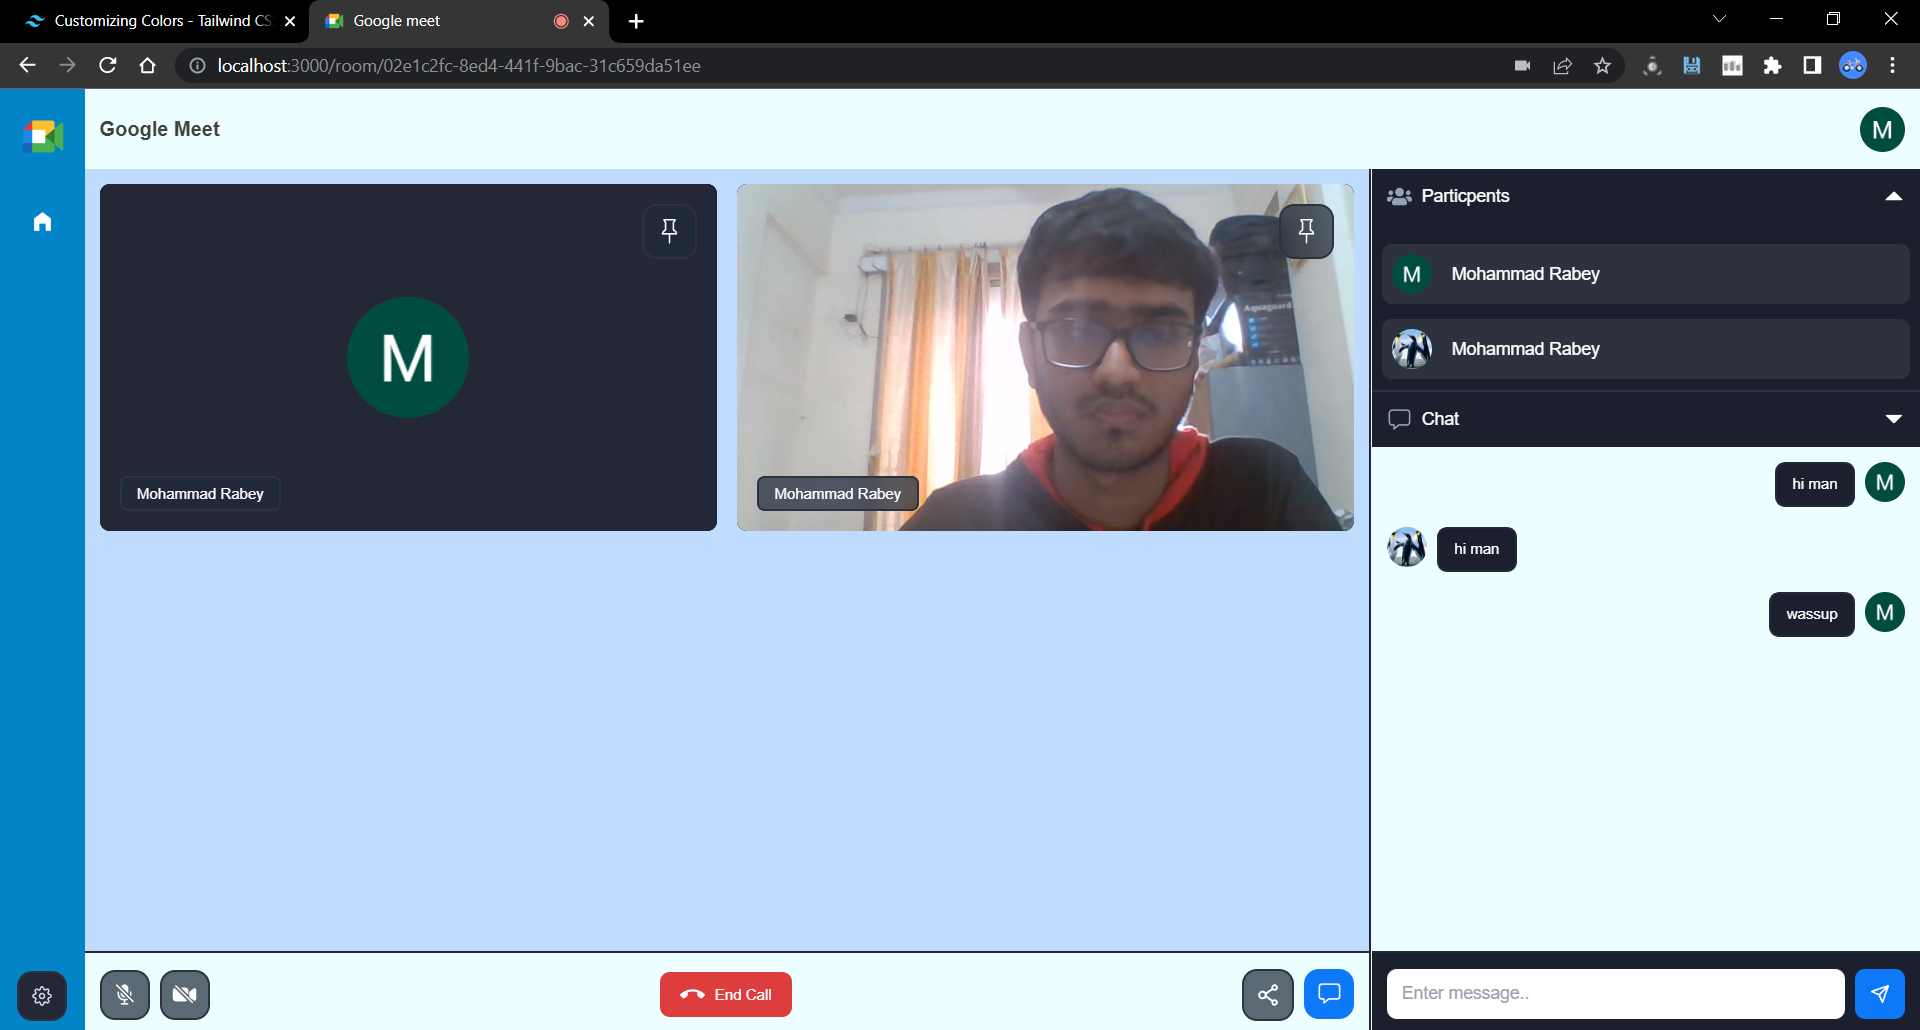 Customizing Colors - Tailwind CS
Google meet
localhost:3000/room/02e1c2fc-8ed4-441f-9bac-31c659da51ee
Google Meet
M
M
Mohammad Rabey
Aquaguard
Mohammad Rabey
Particpents
M
Mohammad Rabey
Mohammad Rabey
Chat
hi man
M
hi man
wassup
M
End Call
Enter message..